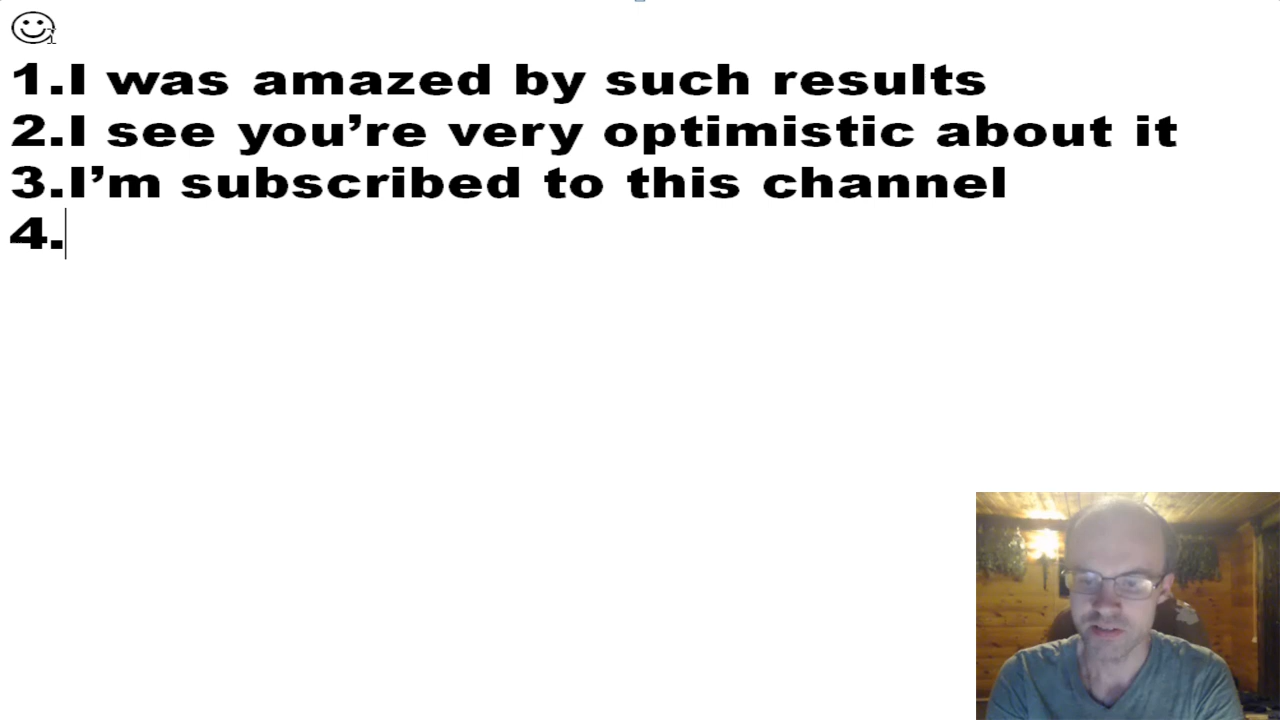 1.I was amazed by such results
2.I see you’re very optimistic about it
3.I’m subscribed to this channel
4.